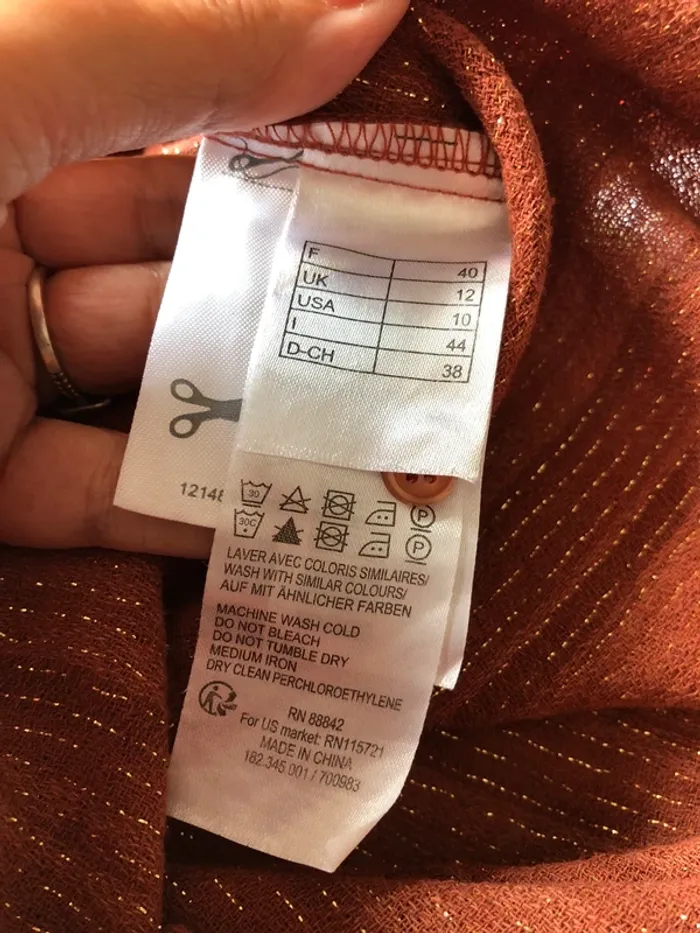 F 40
UK 12
USA 10
I 44
D-CH 38
12148
30
30C
P
P
LAVER AVEC COLORIS SIMILAIRES/
WASH WITH SIMILAR COLOURS/
AUF MIT ÄHNLICHER FARBEN
MACHINE WASH COLD
DO NOT BLEACH
DO NOT TUMBLE DRY
MEDIUM IRON
DRY CLEAN PERCHLOROETHYLENE
RN 88842
For US market: RN115721
MADE IN CHINA
182.345.001 / 700983